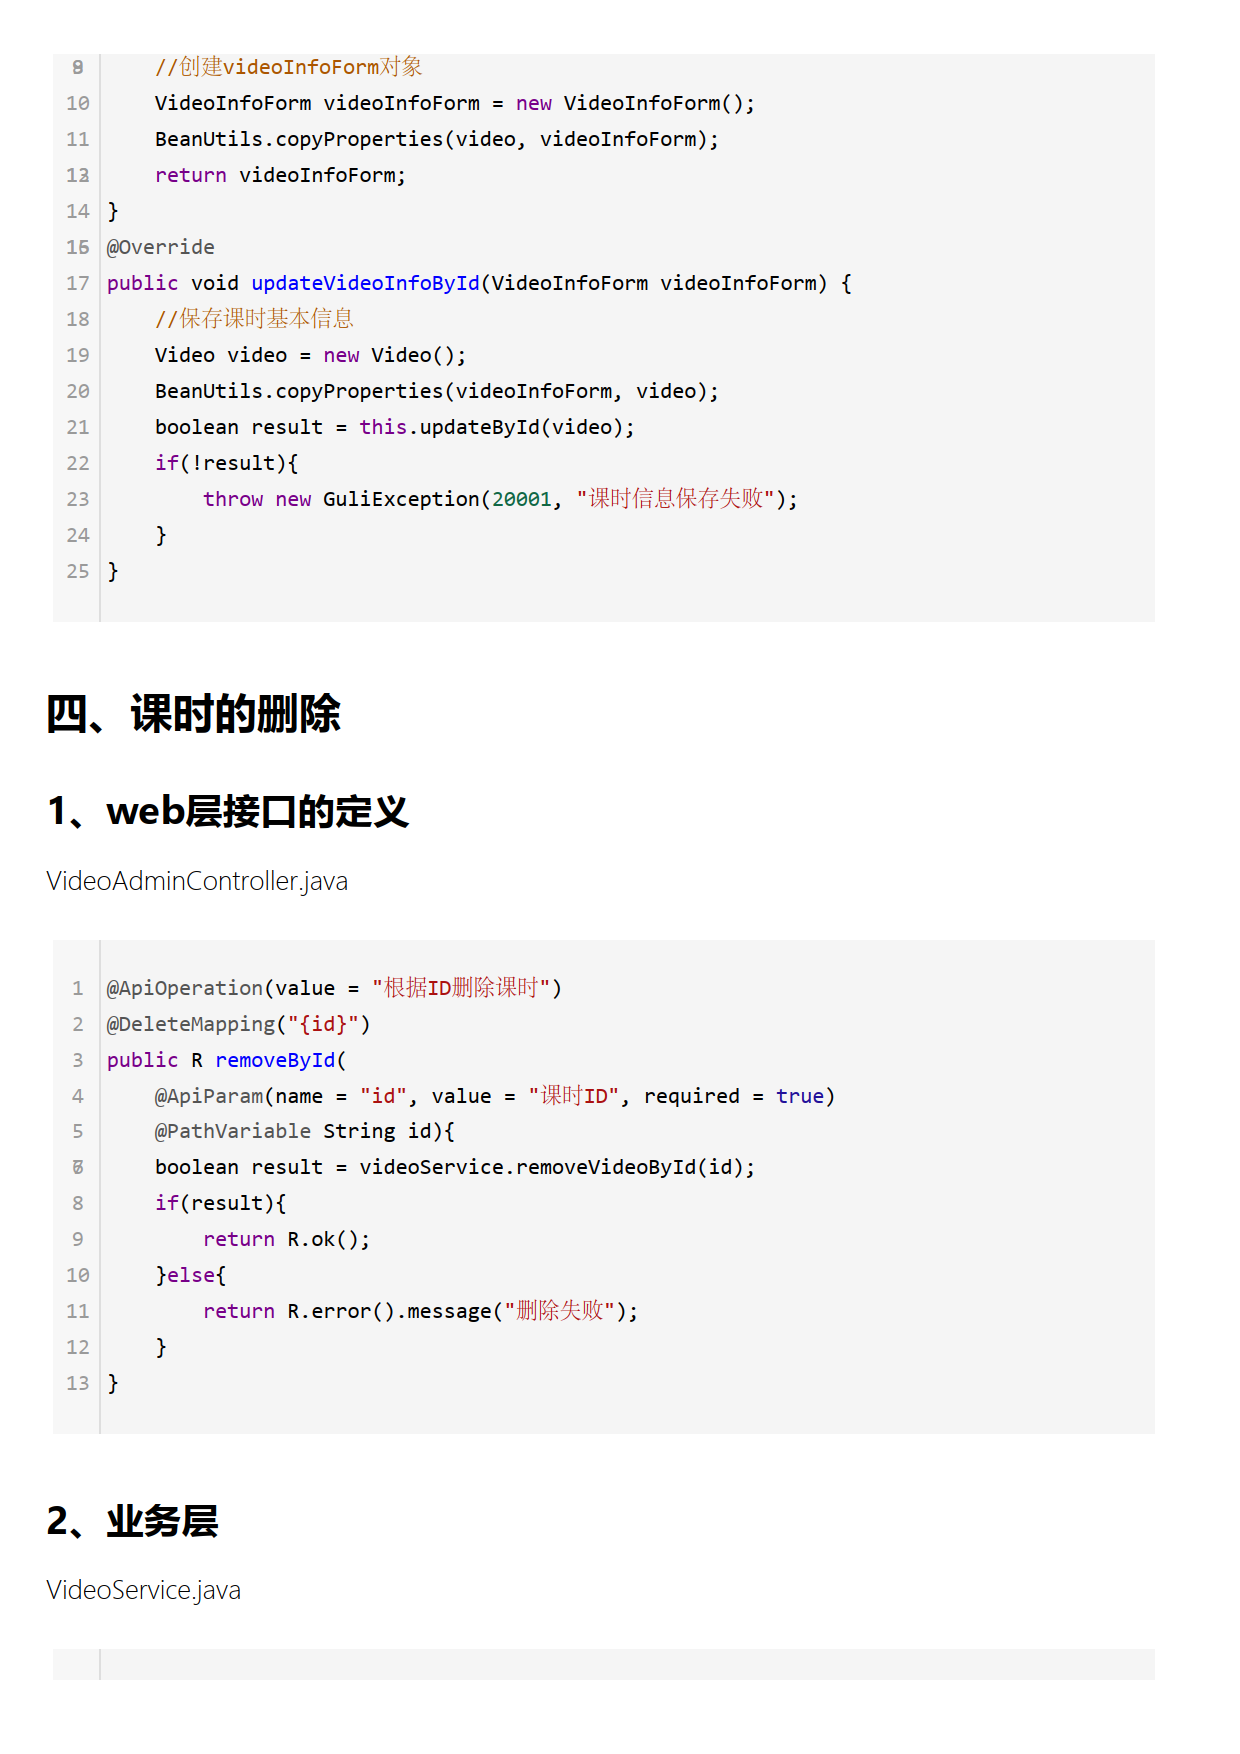 9     //创建videoInfoForm对象
10     VideoInfoForm videoInfoForm = new VideoInfoForm();
11     BeanUtils.copyProperties(video, videoInfoForm);
    return videoInfoForm;
14 }
@Override
17 public void updateVideoInfoById(VideoInfoForm videoInfoForm) {
18     //保存课时基本信息
19     Video video = new Video();
20     BeanUtils.copyProperties(videoInfoForm, video);
21     boolean result = this.updateById(video);
22     if(!result){
23         throw new GuliException(20001, "课时信息保存失败");
24     }
25 }
四、课时的删除
1、web层接口的定义
VideoAdminController.java
1 @ApiOperation(value = "根据ID删除课时")
2 @DeleteMapping("{id}")
3 public R removeById(
4     @ApiParam(name = "id", value = "课时ID", required = true)
5     @PathVariable String id){
    boolean result = videoService.removeVideoById(id);
8     if(result){
9         return R.ok();
10     }else{
11         return R.error().message("删除失败");
12     }
13 }
2、业务层
VideoService.java